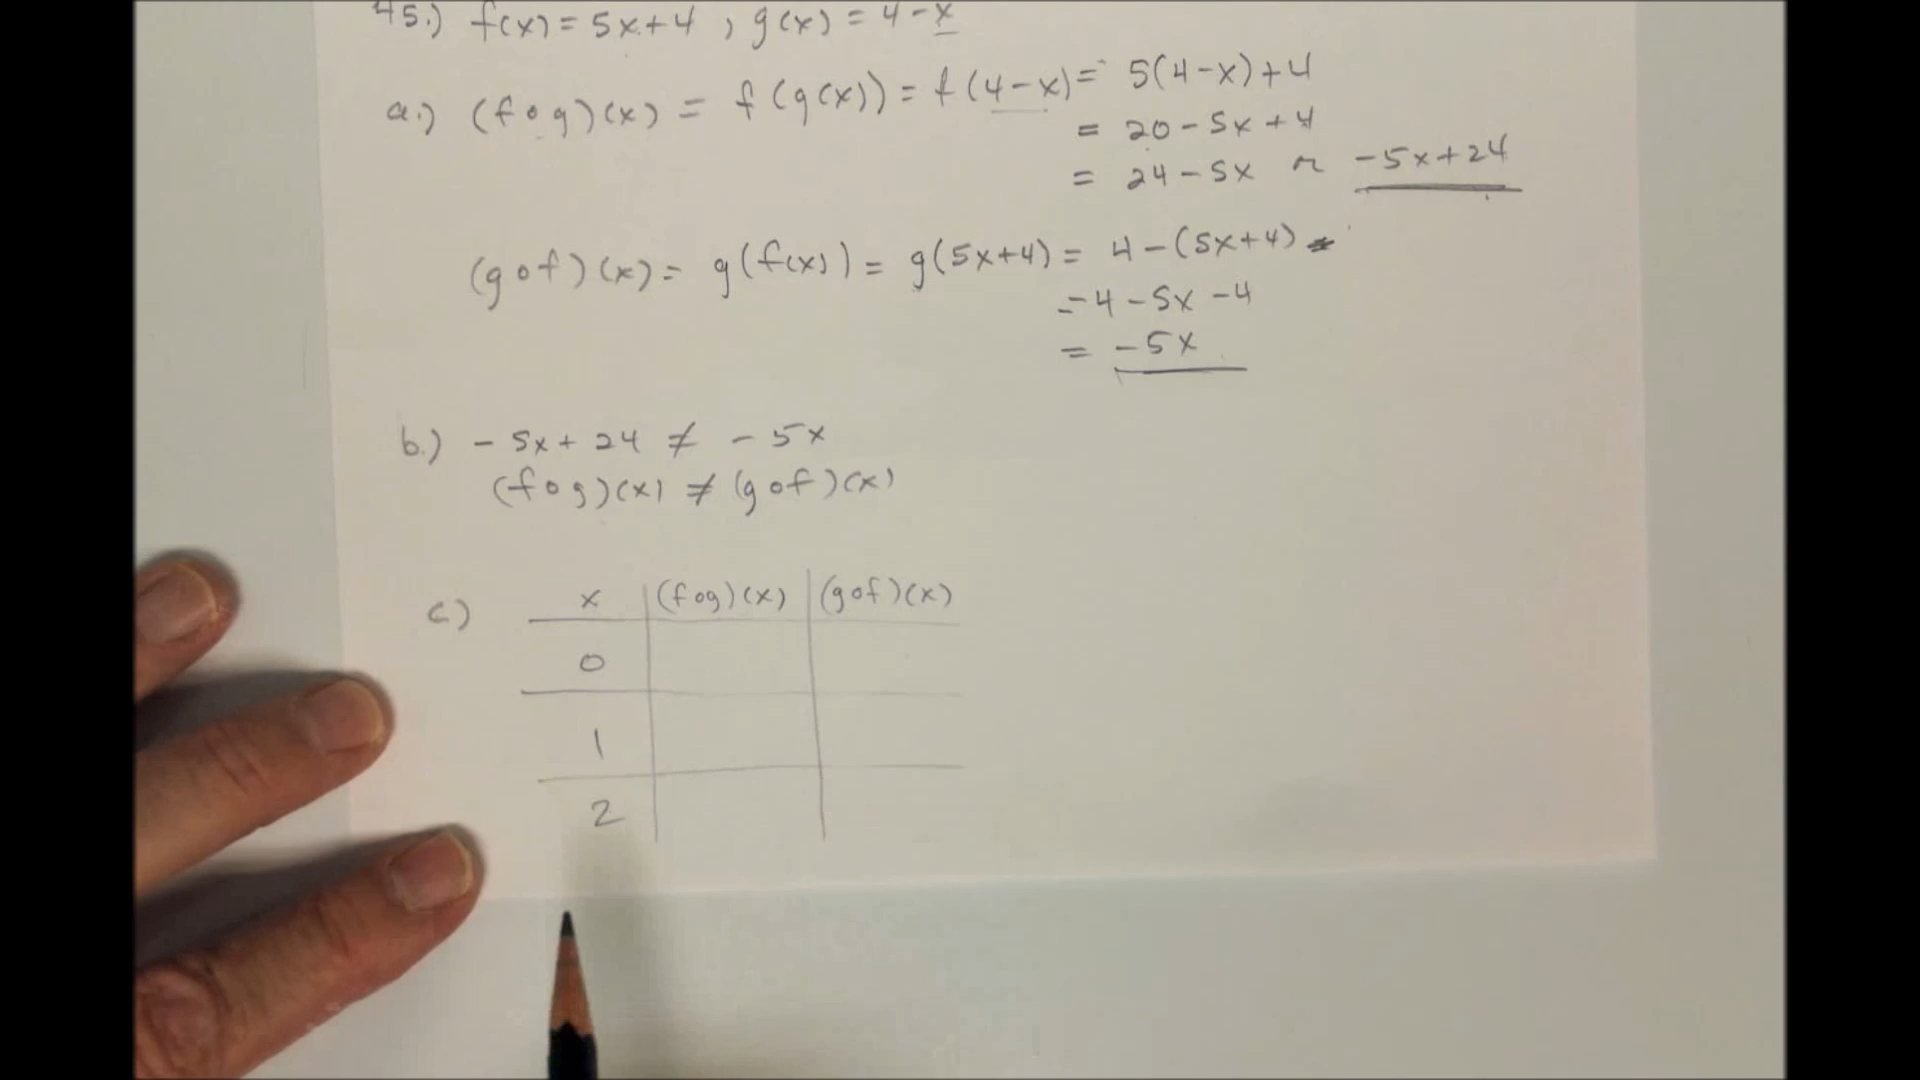 45.) f(x) = 5x+4 , g(x) = 4-x
a.) (f∘g)(x) = f(g(x)) = f(4-x) = 5(4-x)+4
= 20-5x+4
= 24-5x or -5x+24
(g∘f)(x) = g(f(x)) = g(5x+4) = 4-(5x+4)
= 4-5x-4
= -5x
b.) -5x+24 ≠ -5x
(f∘g)(x) ≠ (g∘f)(x)
c.) x (f∘g)(x) (g∘f)(x)
0
1
2